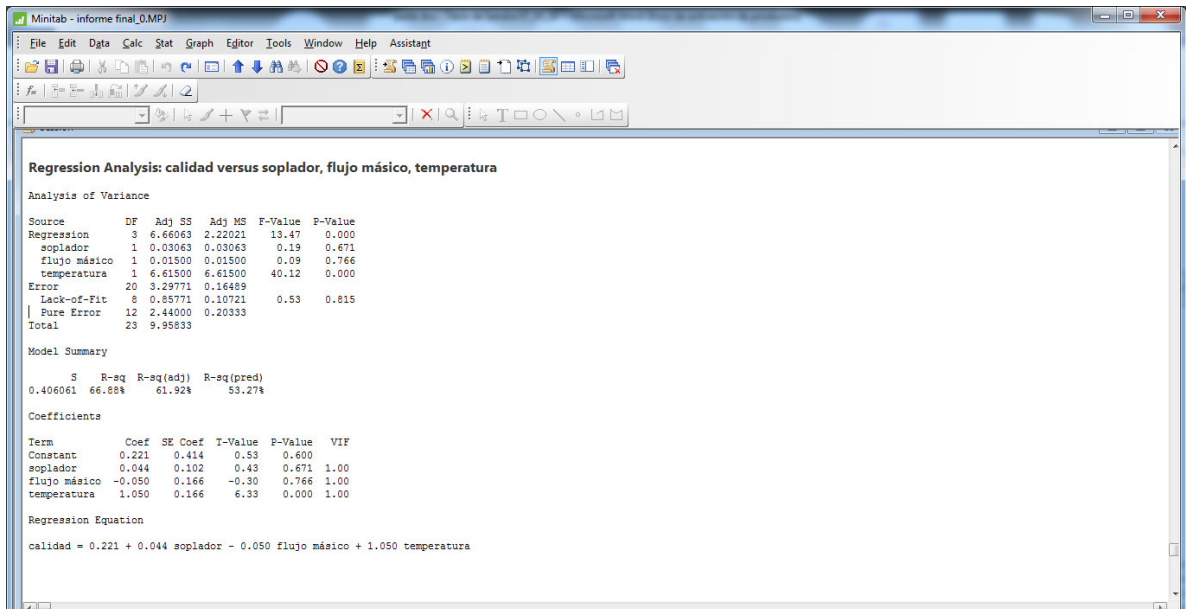 Minitab - informe final_0.MPJ
File Edit Data Calc Stat Graph Editor Tools Window Help Assistant
Regression Analysis: calidad versus soplador, flujo másico, temperatura
Analysis of Variance
Source DF Adj SS Adj MS F-Value P-Value
Regression 3 6.66063 2.22021 13.47 0.000
soplador 1 0.03063 0.03063 0.19 0.671
flujo másico 1 0.01500 0.01500 0.09 0.766
temperatura 1 6.61500 6.61500 40.12 0.000
Error 20 3.29771 0.16489
Lack-of-Fit 8 0.85771 0.10721 0.53 0.815
Pure Error 12 2.44000 0.20333
Total 23 9.95833
Model Summary
S R-sq R-sq(adj) R-sq(pred)
0.406061 66.88% 61.92% 53.27%
Coefficients
Term Coef SE Coef T-Value P-Value VIF
Constant 0.221 0.414 0.53 0.600
soplador 0.044 0.102 0.43 0.671 1.00
flujo másico -0.050 0.166 -0.30 0.766 1.00
temperatura 1.050 0.166 6.33 0.000 1.00
Regression Equation
calidad = 0.221 + 0.044 soplador - 0.050 flujo másico + 1.050 temperatura